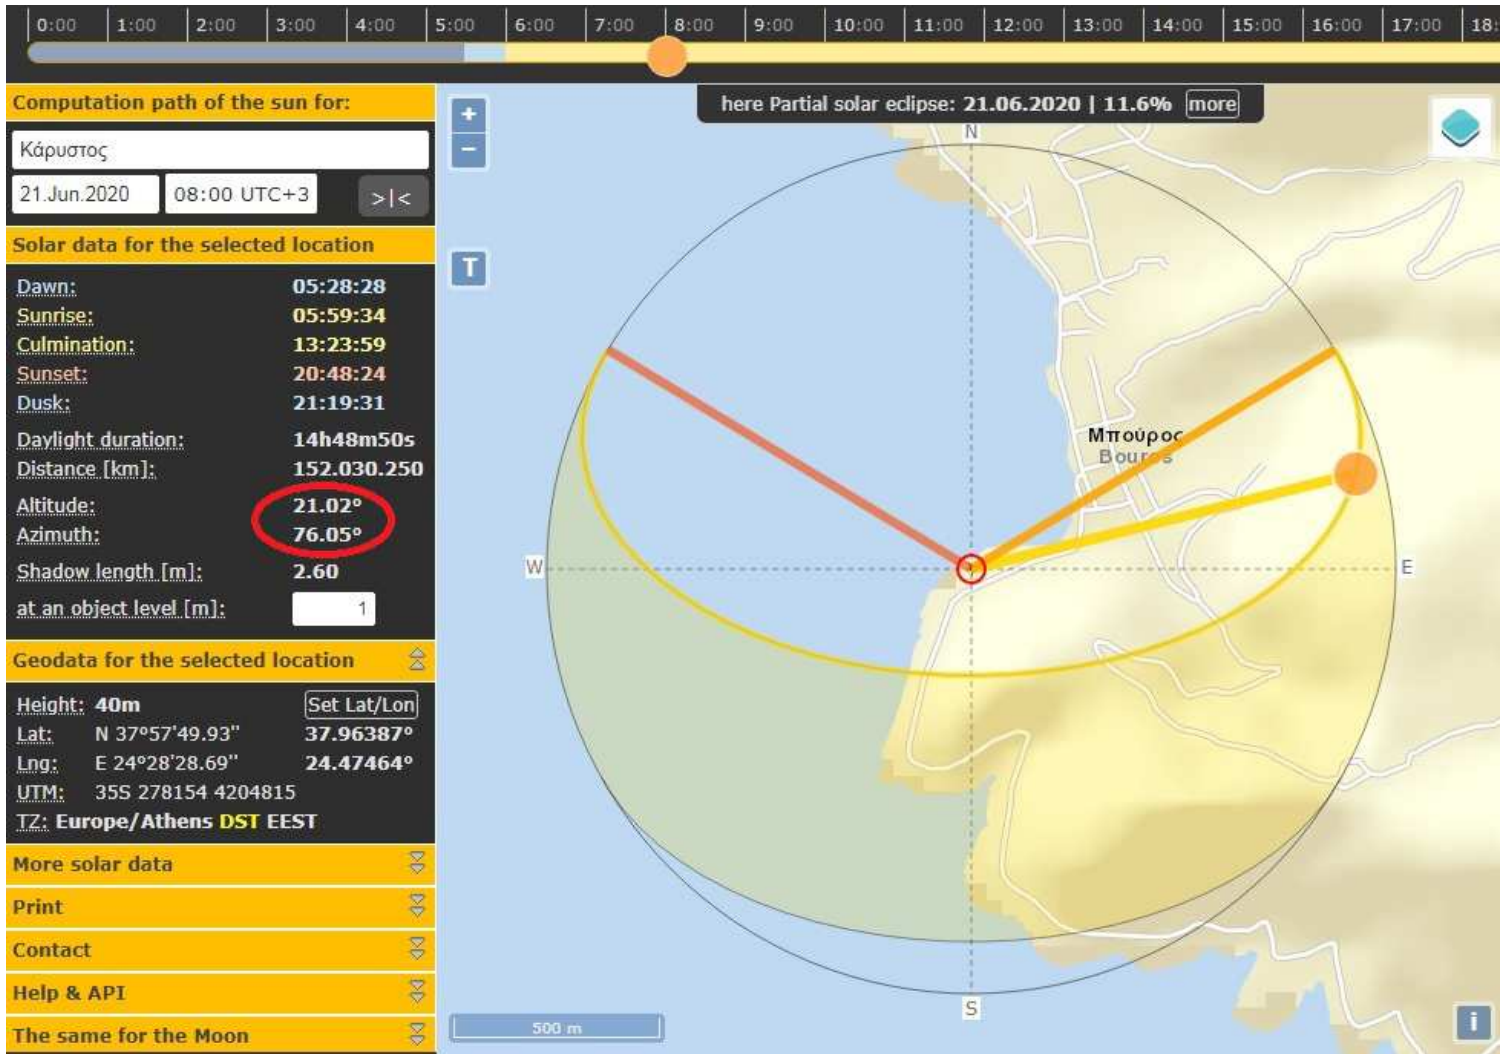 0:00 1:00 2:00 3:00 4:00 5:00 6:00 7:00 8:00 9:00 10:00 11:00 12:00 13:00 14:00 15:00 16:00 17:00 18:
Computation path of the sun for:
Κάρυστος
21.Jun.2020 08:00 UTC+3 >|<
Solar data for the selected location
Dawn: 05:28:28
Sunrise: 05:59:34
Culmination: 13:23:59
Sunset: 20:48:24
Dusk: 21:19:31
Daylight duration: 14h48m50s
Distance [km]: 152.030.250
Altitude: 21.02°
Azimuth: 76.05°
Shadow length [m]: 2.60
at an object level [m]: 1
Geodata for the selected location
Height: 40m Set Lat/Lon
Lat: N 37°57'49.93'' 37.96387°
Lng: E 24°28'28.69'' 24.47464°
UTM: 35S 278154 4204815
TZ: Europe/Athens DST EEST
More solar data
Print
Contact
Help & API
The same for the Moon
+
−
T
here Partial solar eclipse: 21.06.2020 | 11.6% more
N
Μπούρος
Bouros
W
E
S
500 m
i